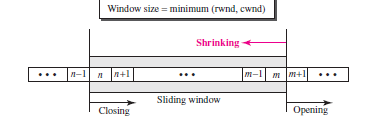 Window size = minimum (rwnd, cwnd)
Shrinking
••• n–1 n n+1 ••• m–1 m m+1 •••
Sliding window
Closing Opening